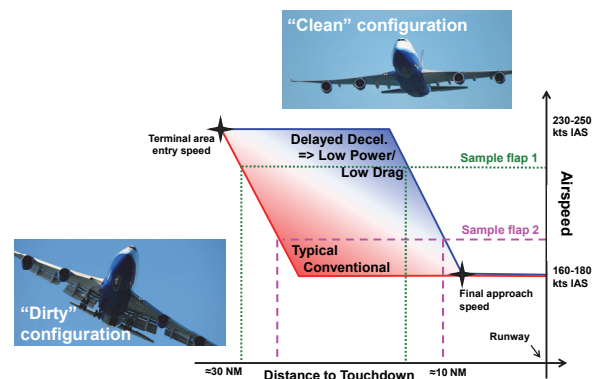 “Clean” configuration
230-250
kts IAS
Terminal area
entry speed
Delayed Decel.
=> Low Power/
Low Drag
Sample flap 1
Airspeed
Sample flap 2
Typical
Conventional
160-180
kts IAS
“Dirty”
configuration
Final approach
speed
Runway
≈30 NM
≈10 NM
Distance to Touchdown